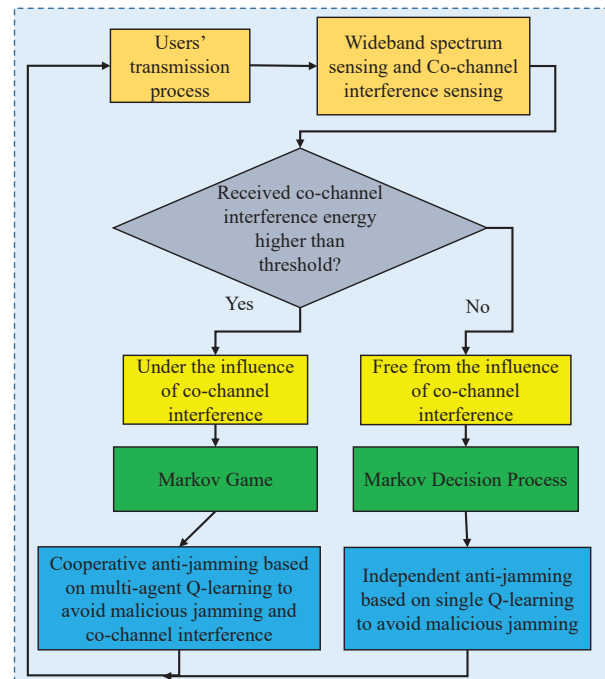 Users’
transmission
process
Wideband spectrum
sensing and Co-channel
interference sensing
Received co-channel
interference energy
higher than
threshold?
Yes
No
Under the influence
of co-channel
interference
Free from the influence
of co-channel
interference
Markov Game
Markov Decision Process
Cooperative anti-jamming based
on multi-agent Q-learning to
avoid malicious jamming and
co-channel interference
Independent anti-jamming
based on single Q-learning
to avoid malicious jamming